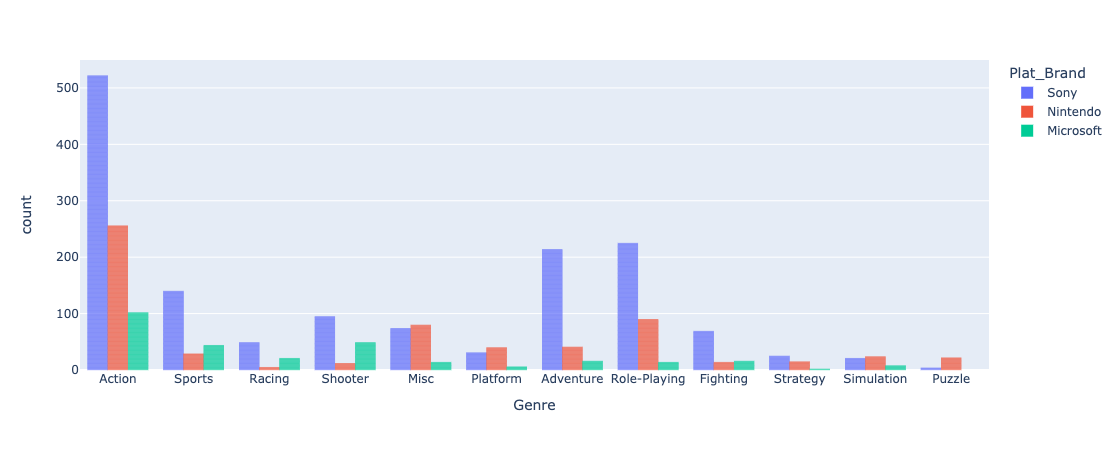 Plat_Brand
Sony
Nintendo
Microsoft
count
500
400
300
200
100
0
Action Sports Racing Shooter Misc Platform Adventure Role-Playing Fighting Strategy Simulation Puzzle
Genre